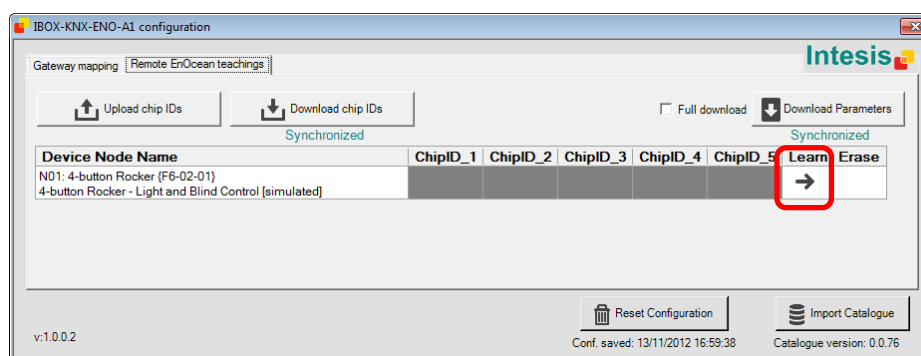 IBOX-KNX-ENO-A1 configuration
Intesis
Gateway mapping Remote EnOcean teachings
Upload chip IDs Download chip IDs Full download Download Parameters
Synchronized Synchronized
Device Node Name ChipID_1 ChipID_2 ChipID_3 ChipID_4 ChipID_5 Learn Erase
N01: 4-button Rocker {F6-02-01}
4-button Rocker - Light and Blind Control [simulated]
Reset Configuration Import Catalogue
v:1.0.0.2 Conf. saved: 13/11/2012 16:59:38 Catalogue version: 0.0.76